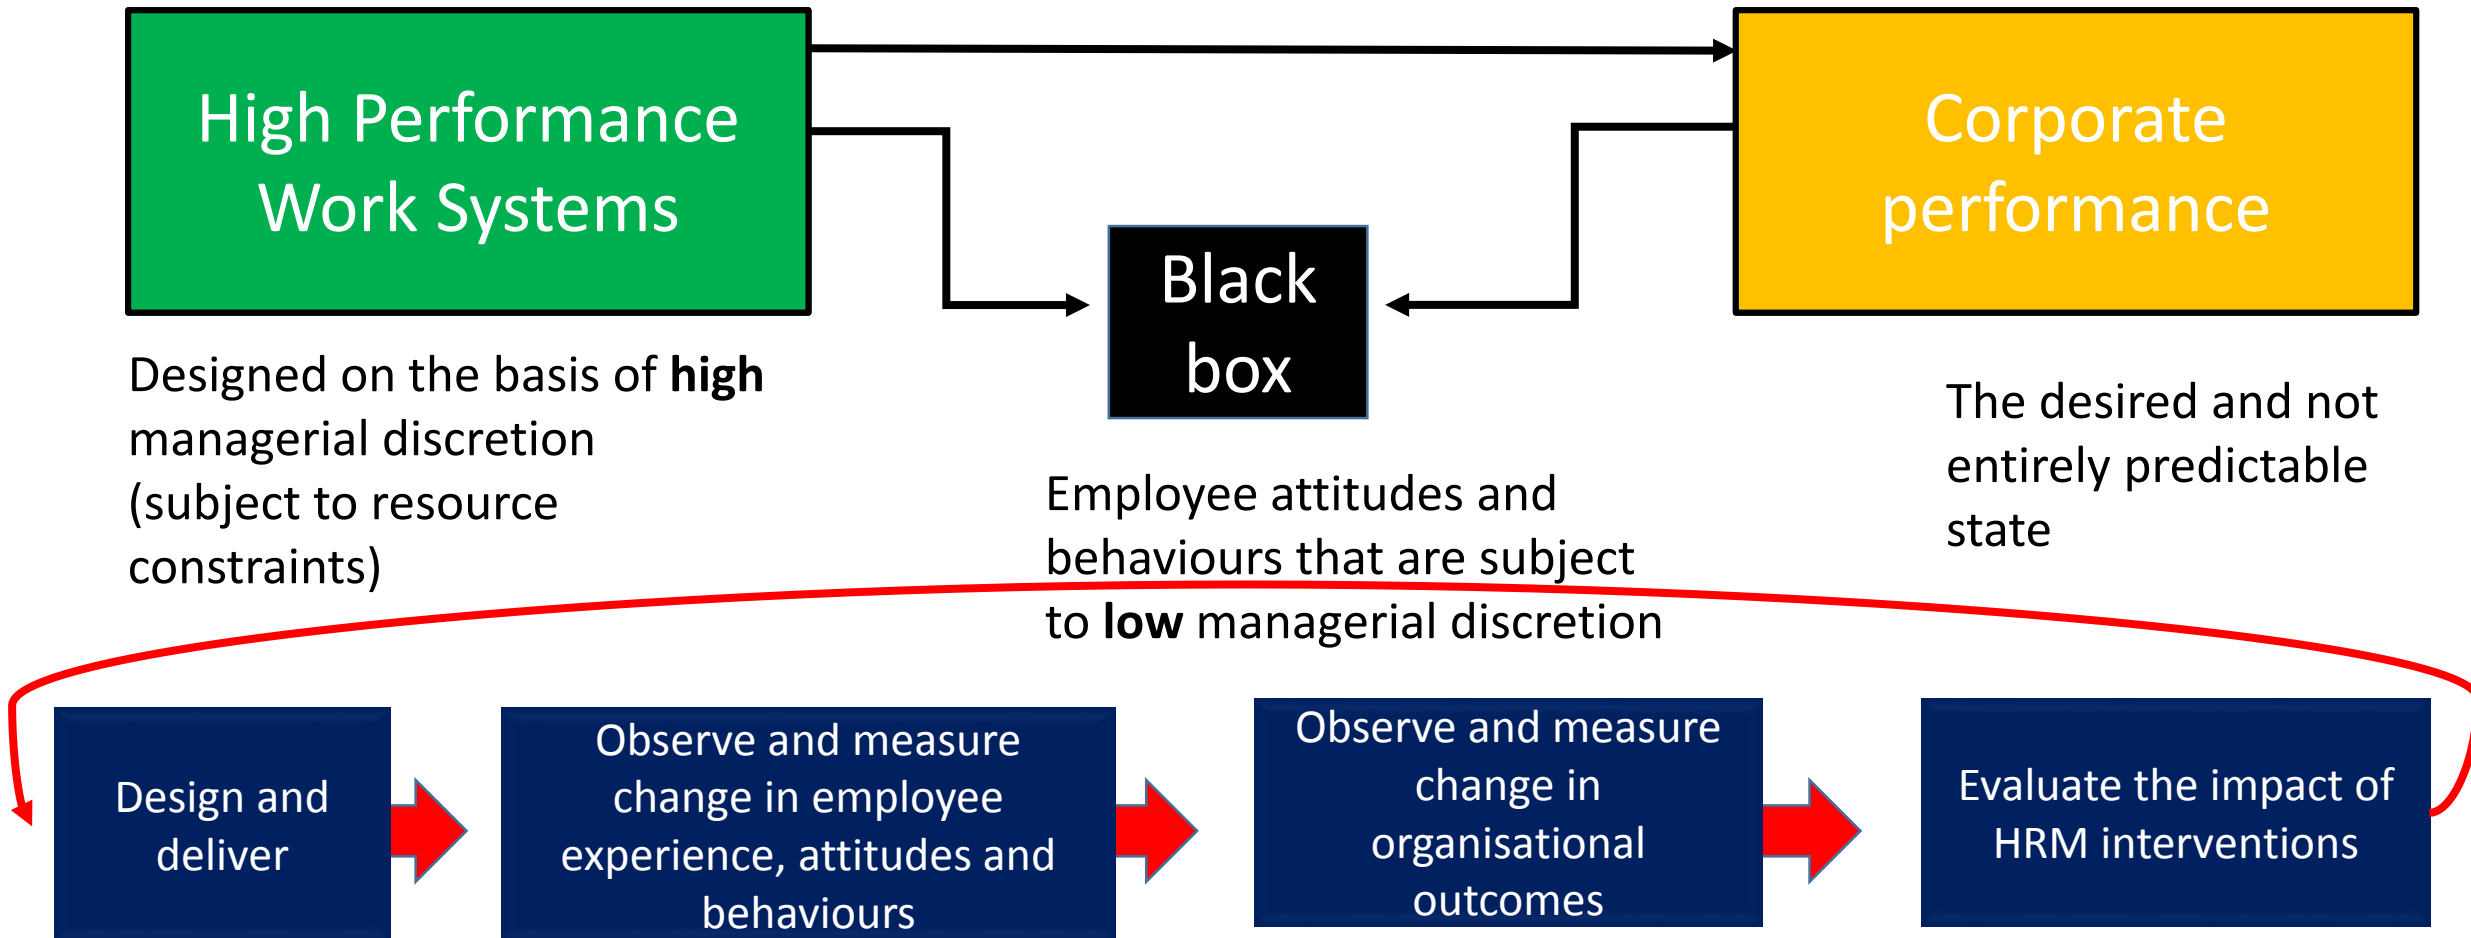 High Performance
Work Systems
Corporate
performance
Black
box
Designed on the basis of high
managerial discretion
(subject to resource
constraints)
Employee attitudes and
behaviours that are subject
to low managerial discretion
The desired and not
entirely predictable
state
Design and
deliver
Observe and measure
change in employee
experience, attitudes and
behaviours
Observe and measure
change in
organisational
outcomes
Evaluate the impact of
HRM interventions